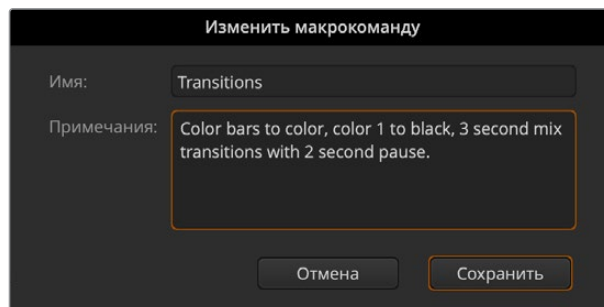 Изменить макрокоманду
Имя: Transitions
Примечания: Color bars to color, color 1 to black, 3 second mix
transitions with 2 second pause.
Отмена Сохранить